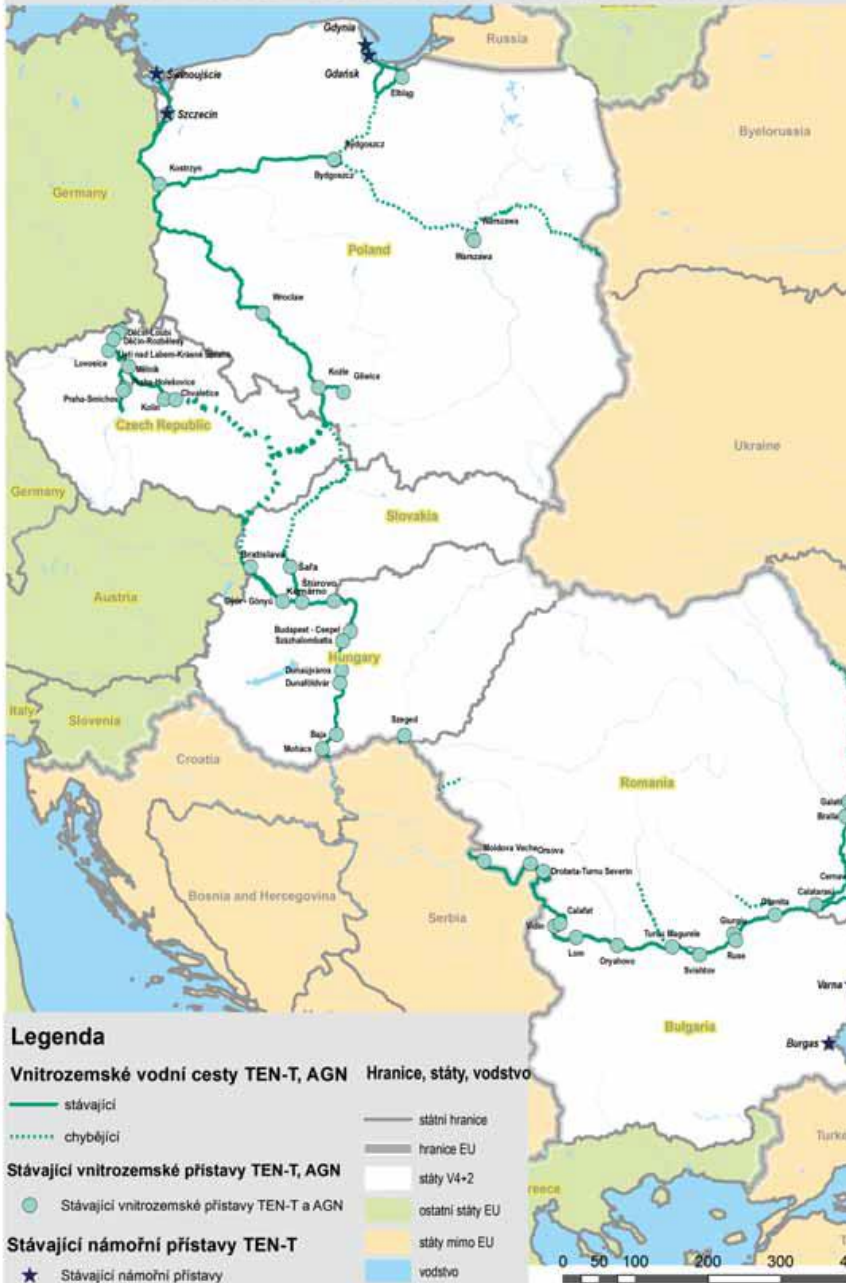 Gdynia
Russia
Świnoujście
Gdańsk
Elbląg
Szczecin
Byelorussia
Bydgoszcz
Kostrzyn
Bydgoszcz
Germany
Warszawa
Poland
Warszawa
Wrocław
Děčín-Loubí
Děčín-Rozbělesy
Ústí nad Labem-Krásné Březno
Lovosice
Mělník
Koźle
Gliwice
Praha-Holešovice
Praha-Smíchov
Chvaletice
Kolín
Czech Republic
Ukraine
Germany
Slovakia
Bratislava
Šaľa
Štúrovo
Austria
Komárno
Győr - Gönyű
Budapest - Csepel
Százhalombatta
Hungary
Dunaújváros
Dunaföldvár
Italy
Slovenia
Szeged
Baja
Croatia
Mohács
Romania
Galati
Braila
Moldova Veche
Orsova
Drobeta-Turnu Severin
Bosnia and Hercegovina
Serbia
Calarasi
Oltenita
Calafat
Giurgiu
Vidin
Turnu Magurele
Lom
Oryahovo
Ruse
Svishtov
Varna
Bulgaria
Burgas
Legenda
Vnitrozemské vodní cesty TEN-T, AGN
stávající
chybějící
Stávající vnitrozemské přístavy TEN-T, AGN
Stávající vnitrozemské přístavy TEN-T a AGN
Stávající námořní přístavy TEN-T
Stávající námořní přístavy
Hranice, státy, vodstvo
státní hranice
hranice EU
státy V4+2
ostatní státy EU
státy mimo EU
vodstvo
0 50 100 200 300